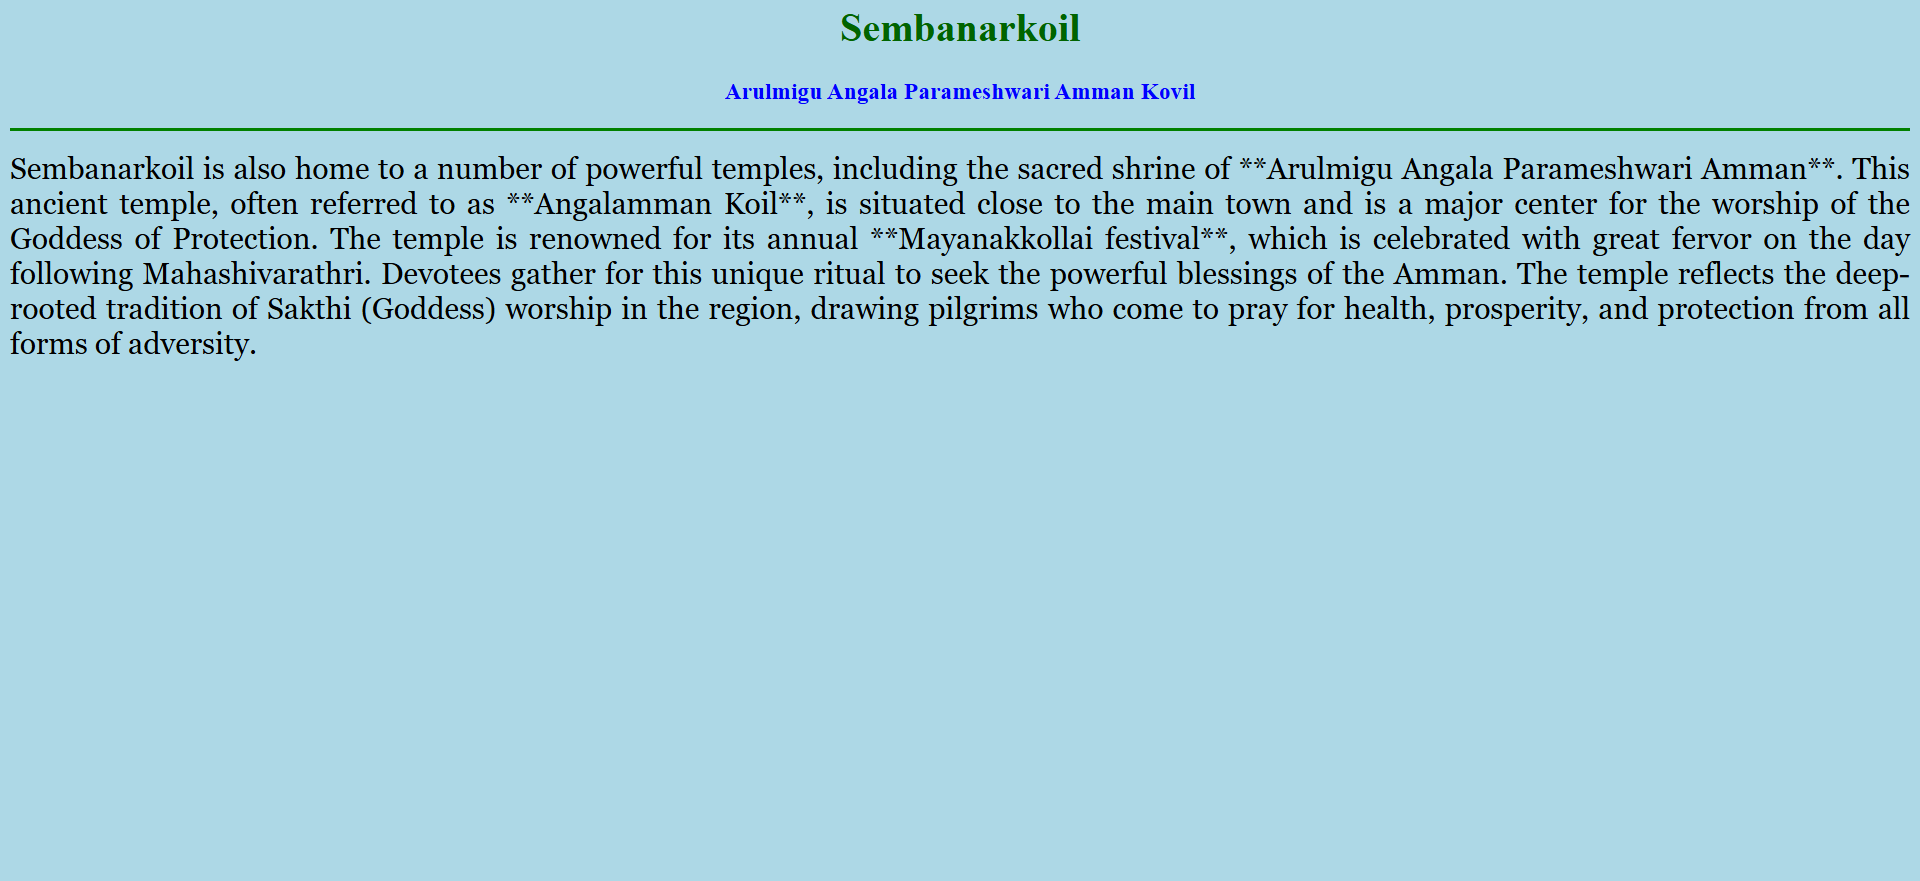 Sembanarkoil
Arulmigu Angala Parameshwari Amman Kovil
Sembanarkoil is also home to a number of powerful temples, including the sacred shrine of **Arulmigu Angala Parameshwari Amman**. This
ancient temple, often referred to as **Angalamman Koil**, is situated close to the main town and is a major center for the worship of the
Goddess of Protection. The temple is renowned for its annual **Mayanakkollai festival**, which is celebrated with great fervor on the day
following Mahashivarathri. Devotees gather for this unique ritual to seek the powerful blessings of the Amman. The temple reflects the deep-
rooted tradition of Sakthi (Goddess) worship in the region, drawing pilgrims who come to pray for health, prosperity, and protection from all
forms of adversity.